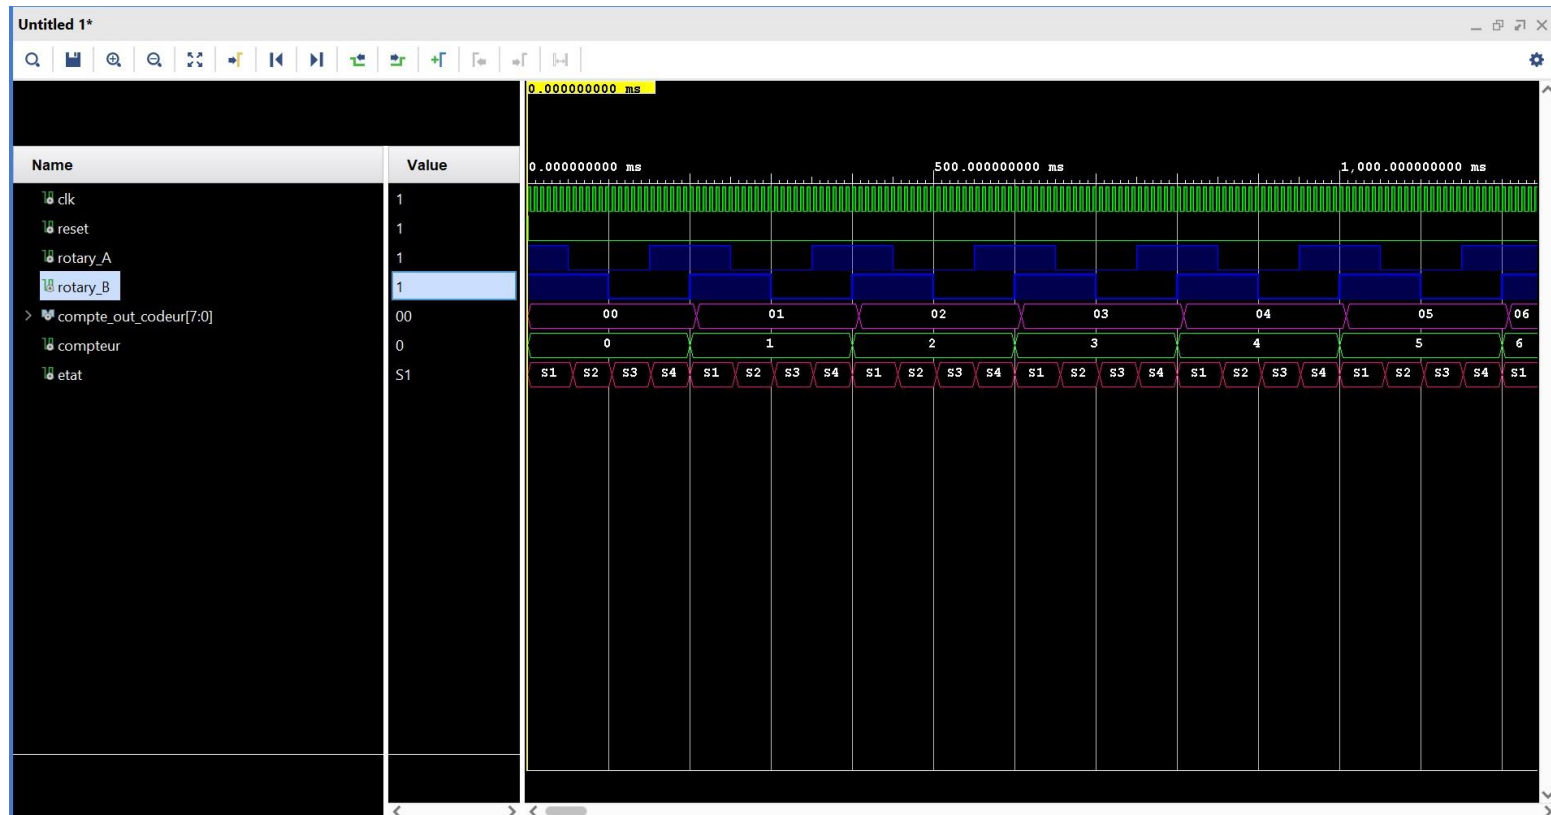 Untitled 1*
0.000000000 ms
Name Value 0.000000000 ms 500.000000000 ms 1,000.000000000 ms
clk 1
reset 1
rotary_A 1
rotary_B 1
compte_out_codeur[7:0] 00 00 01 02 03 04 05 06
compteur 0 0 1 2 3 4 5 6
etat S1 S1 S2 S3 S4 S1 S2 S3 S4 S1 S2 S3 S4 S1 S2 S3 S4 S1 S2 S3 S4 S1 S2 S3 S4 S1